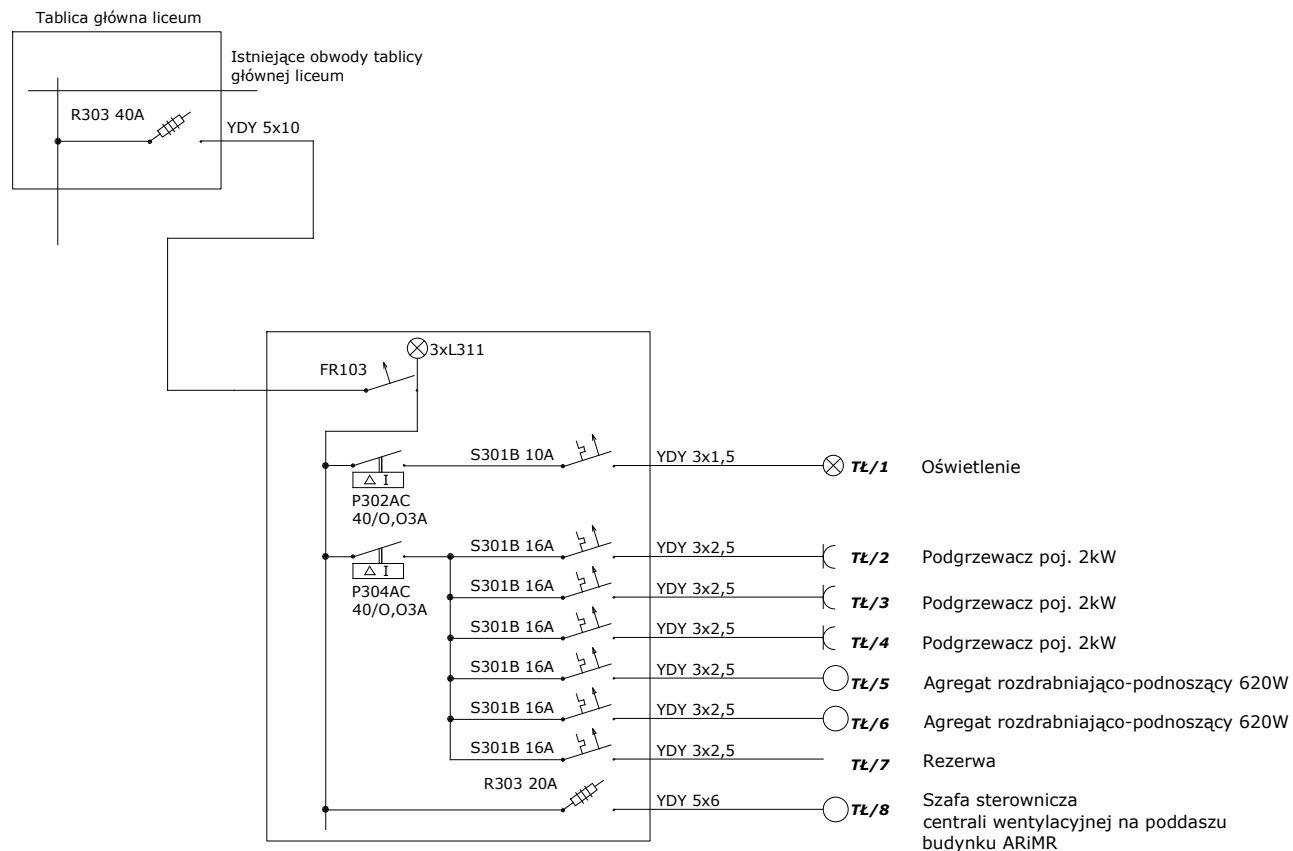 Tablica główna liceum
Istniejące obwody tablicy
głównej liceum
R303 40A
YDY 5x10
3xL311
FR103
S301B 10A
YDY 3x1,5
TŁ/1 Oświetlenie
△ I
P302AC
40/O,O3A
S301B 16A
YDY 3x2,5
TŁ/2 Podgrzewacz poj. 2kW
△ I
P304AC
40/O,O3A
S301B 16A
YDY 3x2,5
TŁ/3 Podgrzewacz poj. 2kW
S301B 16A
YDY 3x2,5
TŁ/4 Podgrzewacz poj. 2kW
S301B 16A
YDY 3x2,5
TŁ/5 Agregat rozdrabniająco-podnoszący 620W
S301B 16A
YDY 3x2,5
TŁ/6 Agregat rozdrabniająco-podnoszący 620W
S301B 16A
YDY 3x2,5
TŁ/7 Rezerwa
R303 20A
YDY 5x6
TŁ/8 Szafa sterownicza
centrali wentylacyjnej na poddaszu
budynku ARiMR